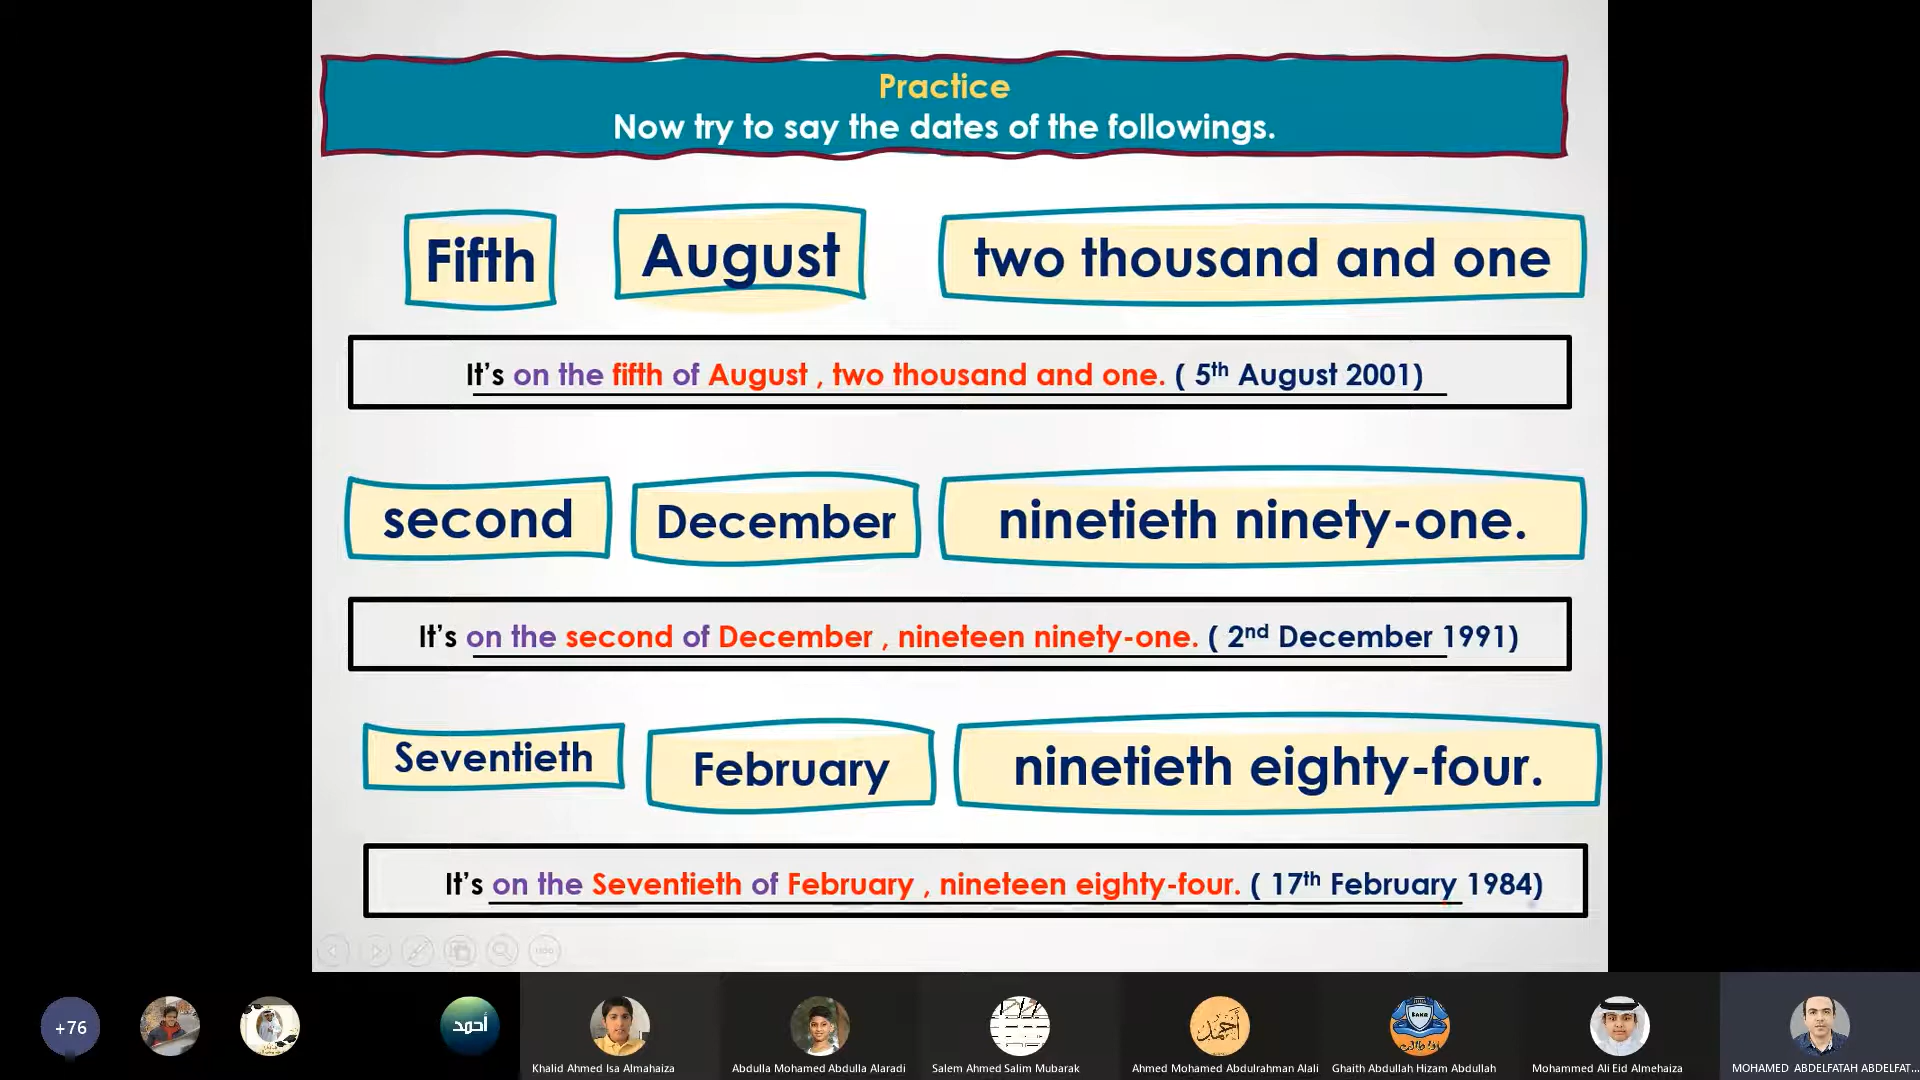 Practice
Now try to say the dates of the followings.
Fifth
August
two thousand and one
It's on the fifth of August , two thousand and one. ( 5th August 2001)
second
December
ninetieth ninety-one.
It's on the second of December , nineteen ninety-one. ( 2nd December 1991)
Seventieth
February
ninetieth eighty-four.
It's on the Seventieth of February , nineteen eighty-four. ( 17th February 1984)
+76
أحمد
Khalid Ahmed Isa Almahaiza
Abdulla Mohamed Abdulla Alaradi
Salem Ahmed Salim Mubarak
Ahmed Mohamed Abdulrahman Alali
Ghaith Abdullah Hizam Abdullah
Mohammed Ali Eid Almehaiza
MOHAMED ABDELFATAH ABDELFAT...